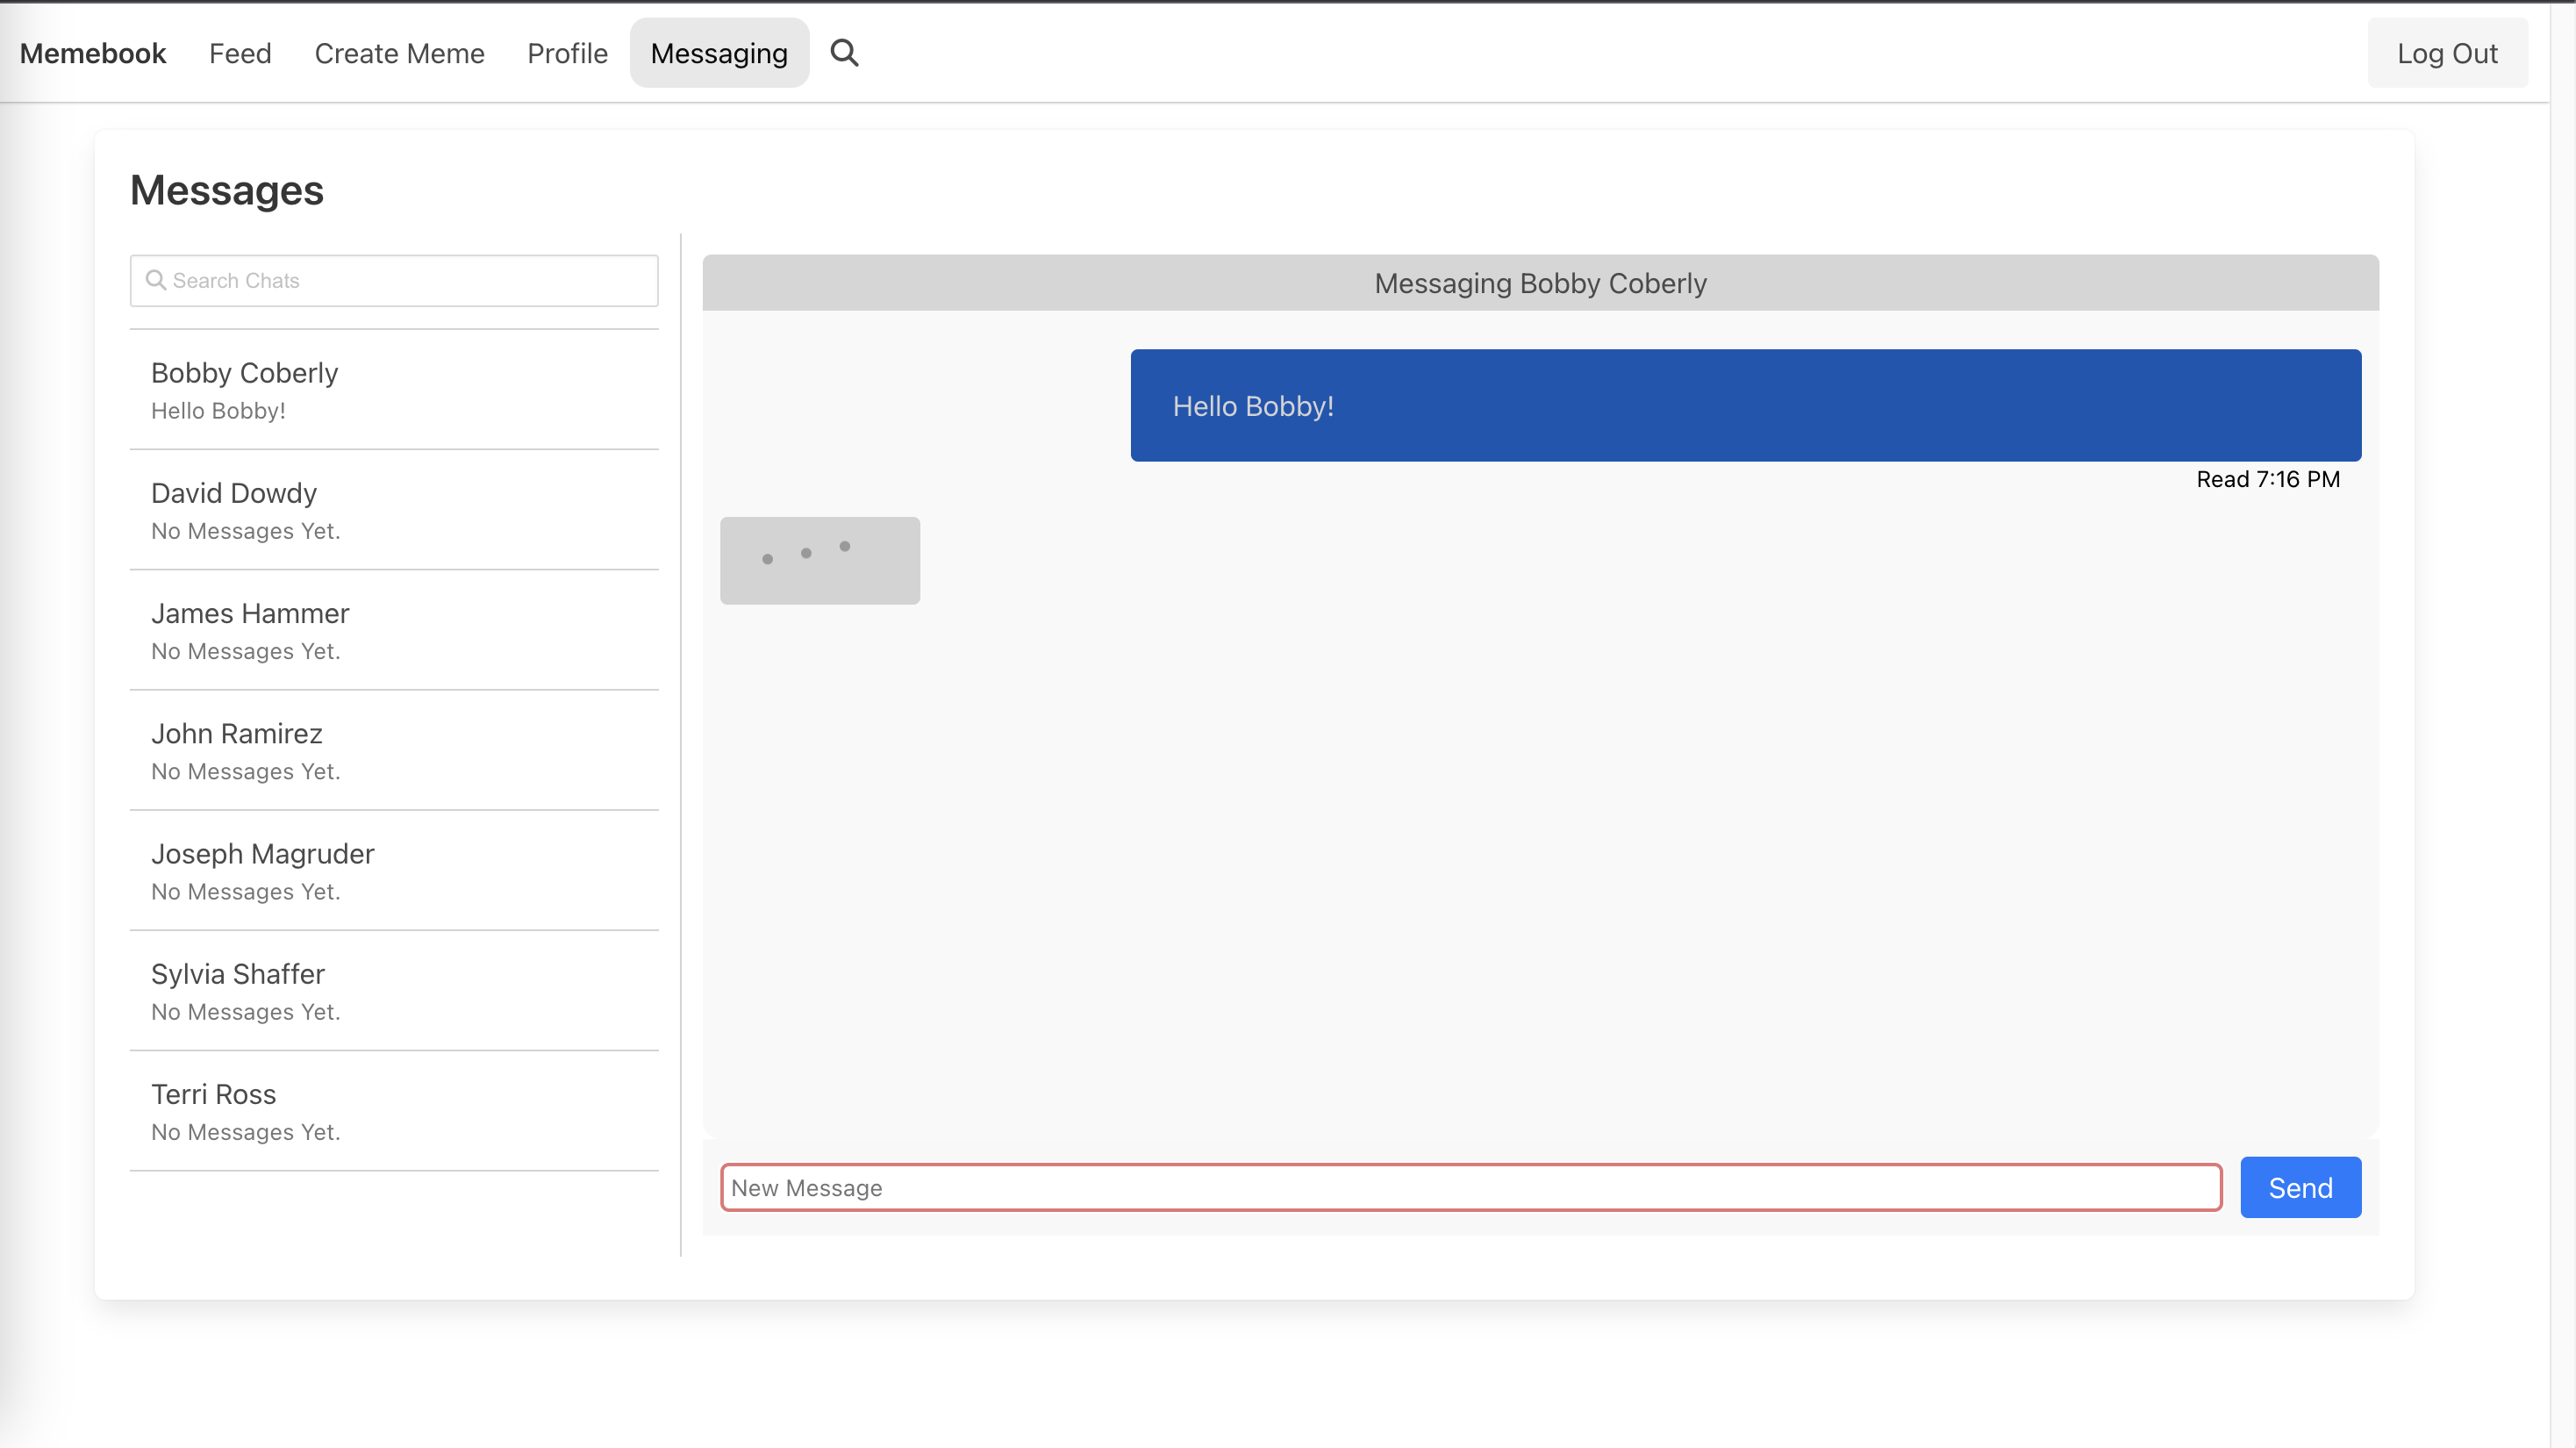 Memebook Feed Create Meme Profile Messaging Log Out
Messages
Search Chats
Bobby Coberly
Hello Bobby!
David Dowdy
No Messages Yet.
James Hammer
No Messages Yet.
John Ramirez
No Messages Yet.
Joseph Magruder
No Messages Yet.
Sylvia Shaffer
No Messages Yet.
Terri Ross
No Messages Yet.
Messaging Bobby Coberly
Hello Bobby!
Read 7:16 PM
New Message
Send